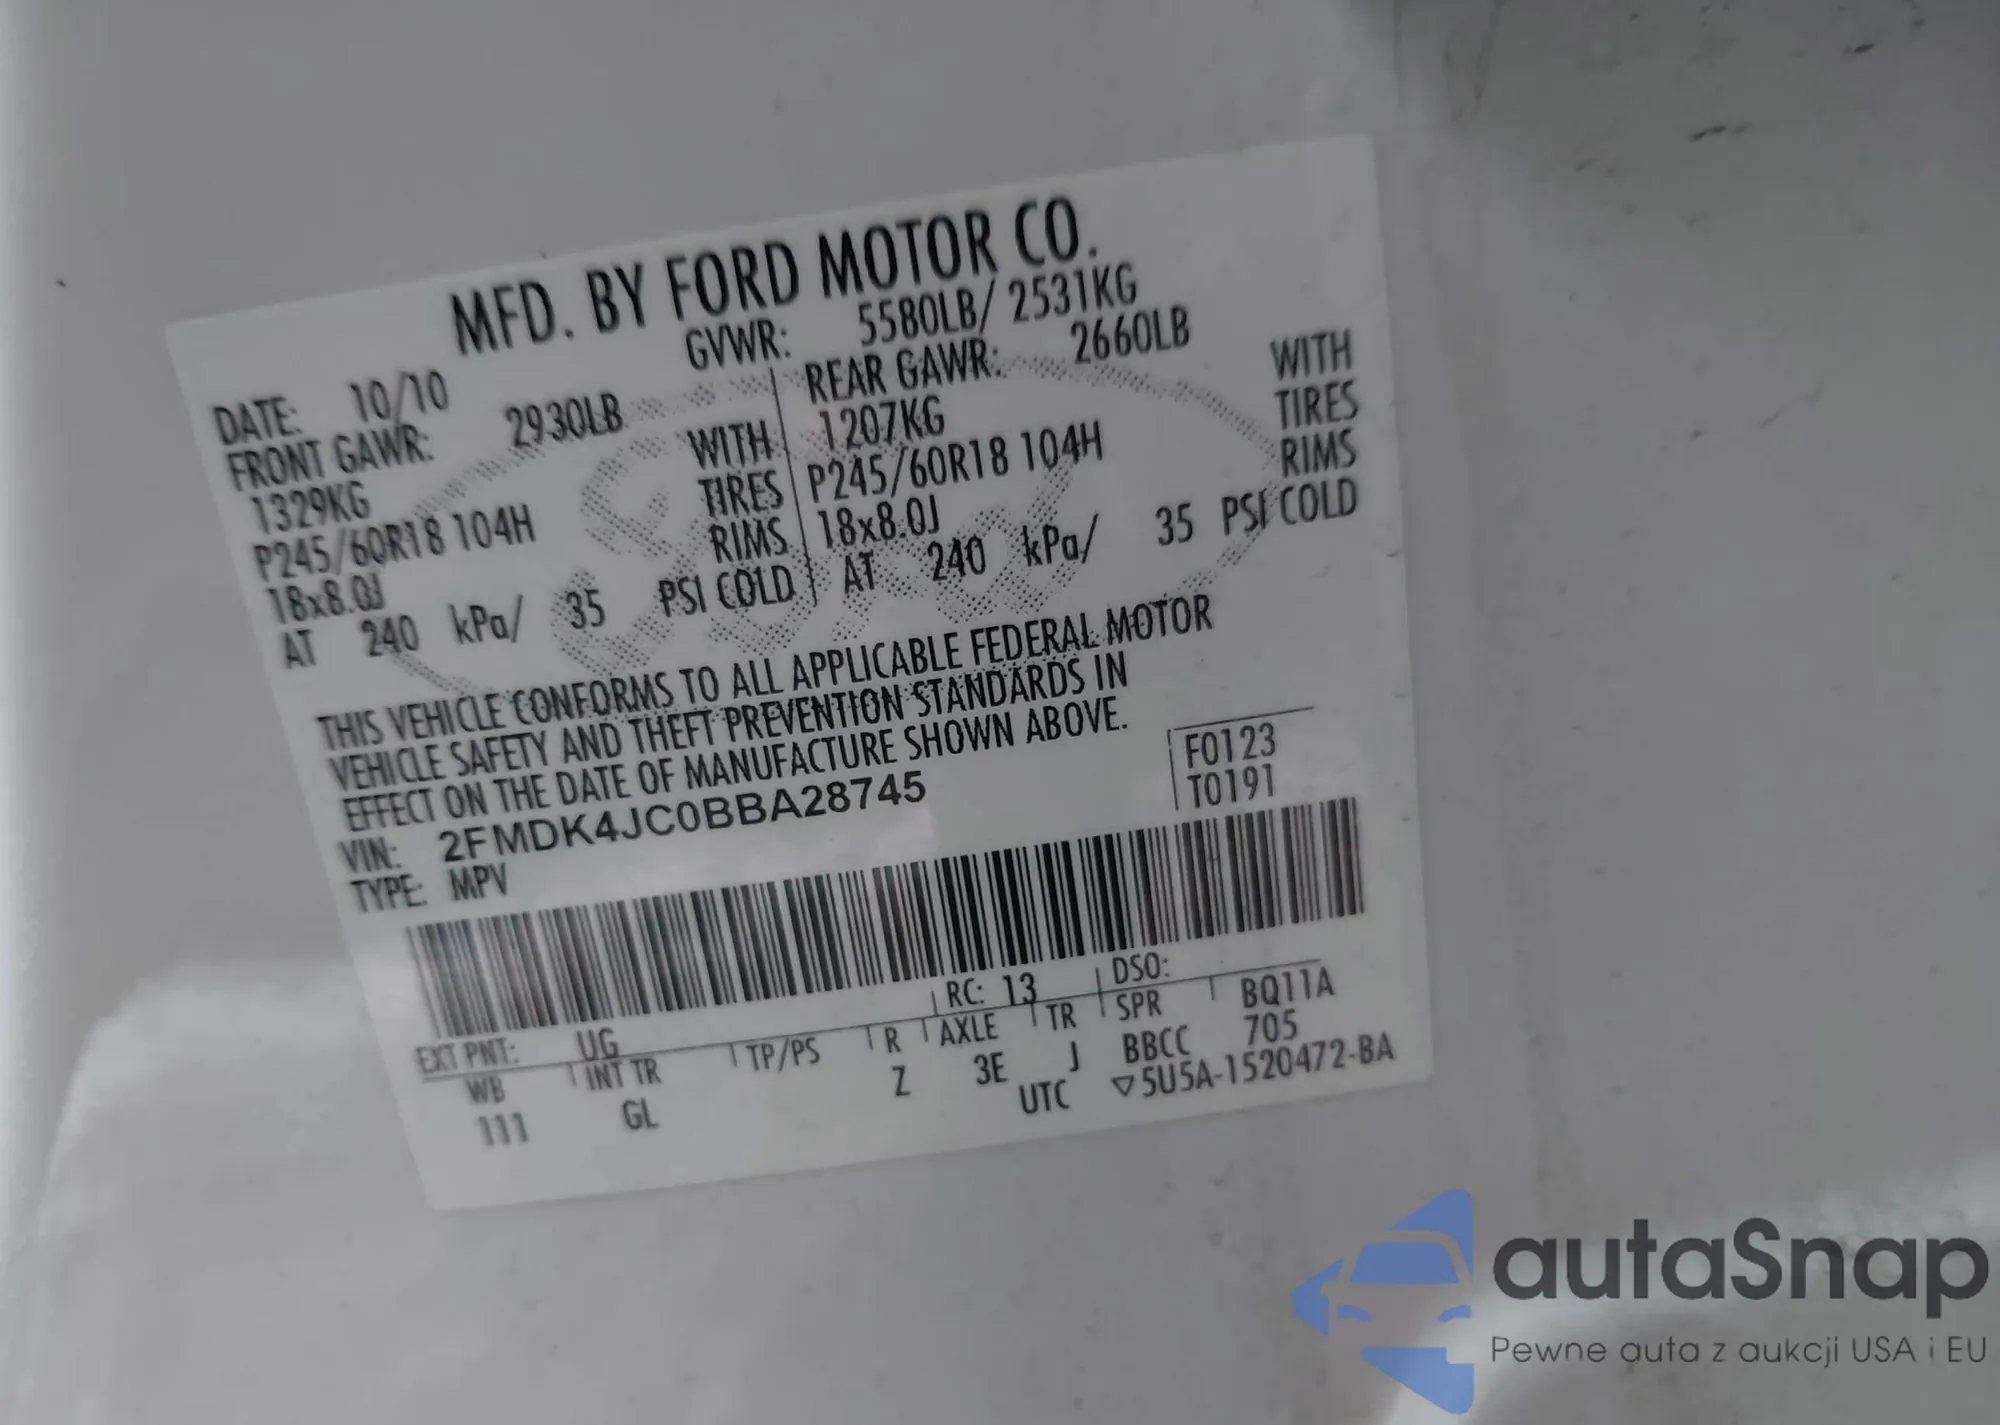 MFD. BY FORD MOTOR CO.
DATE: 10/10 GVWR: 5580LB/ 2531KG
FRONT GAWR: 2930LB REAR GAWR: 2660LB
1329KG WITH 1207KG WITH
P245/60R18 104H TIRES P245/60R18 104H TIRES
18x8.0J RIMS 18x8.0J RIMS
AT 240 kPa/ 35 PSI COLD AT 240 kPa/ 35 PSI COLD
THIS VEHICLE CONFORMS TO ALL APPLICABLE FEDERAL MOTOR
VEHICLE SAFETY AND THEFT PREVENTION STANDARDS IN
EFFECT ON THE DATE OF MANUFACTURE SHOWN ABOVE.
VIN: 2FMDK4JC0BBA28745 F0123
TYPE: MPV T0191
EXT PNT: UG RC: 13 DSO:
WB INT TR TP/PS R AXLE TR SPR BQ11A
111 GL Z 3E J BBCC 705
UTC ▽5U5A-1520472-BA
autaSnap
Pewne auta z aukcji USA i EU